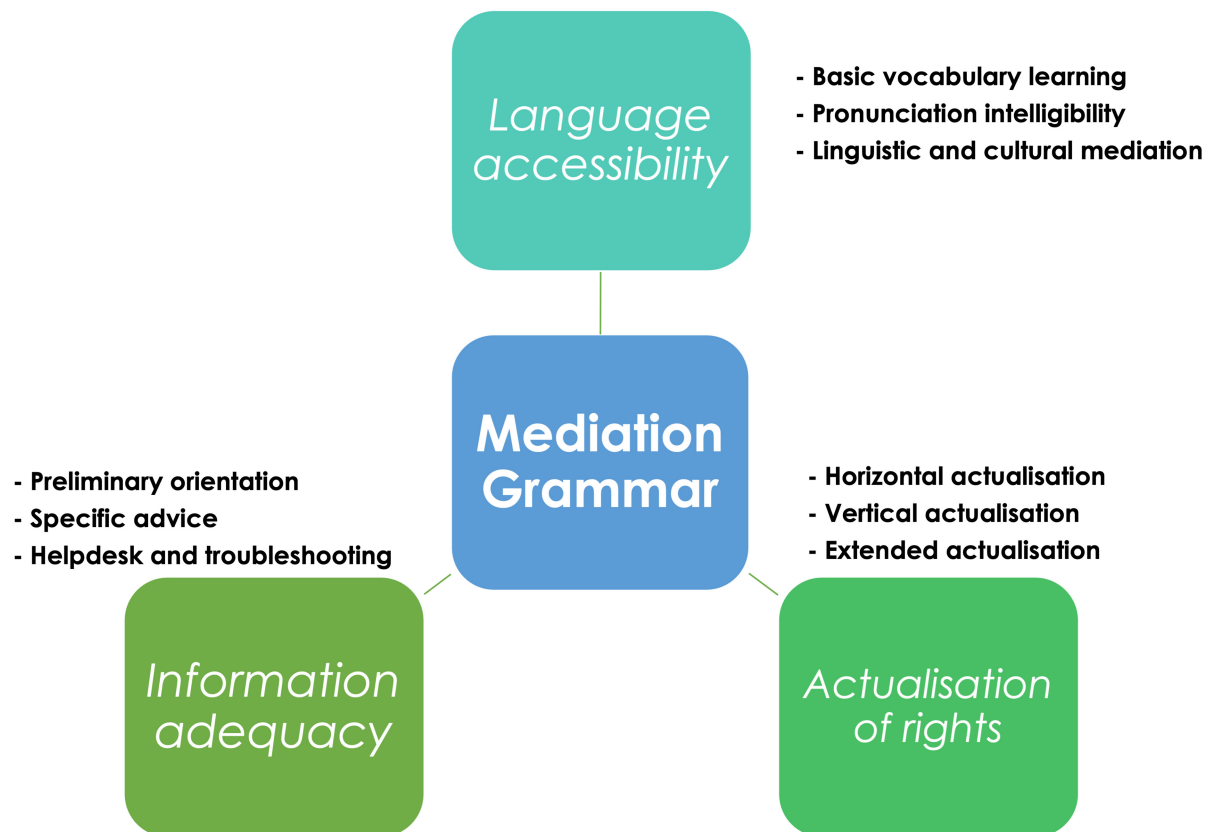 Language
accessibility
- Basic vocabulary learning
- Pronunciation intelligibility
- Linguistic and cultural mediation
Mediation
Grammar
- Preliminary orientation
- Specific advice
- Helpdesk and troubleshooting
Information
adequacy
- Horizontal actualisation
- Vertical actualisation
- Extended actualisation
Actualisation
of rights